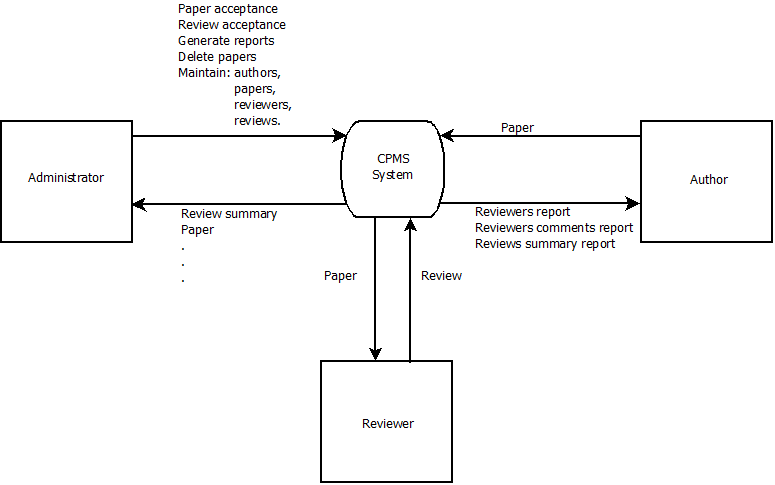 Paper acceptance
Review acceptance
Generate reports
Delete papers
Maintain: authors,
papers,
reviewers,
reviews.
Administrator
CPMS
System
Paper
Author
Review summary
Paper
.
.
.
Reviewers report
Reviewers comments report
Reviews summary report
Paper
Review
Reviewer